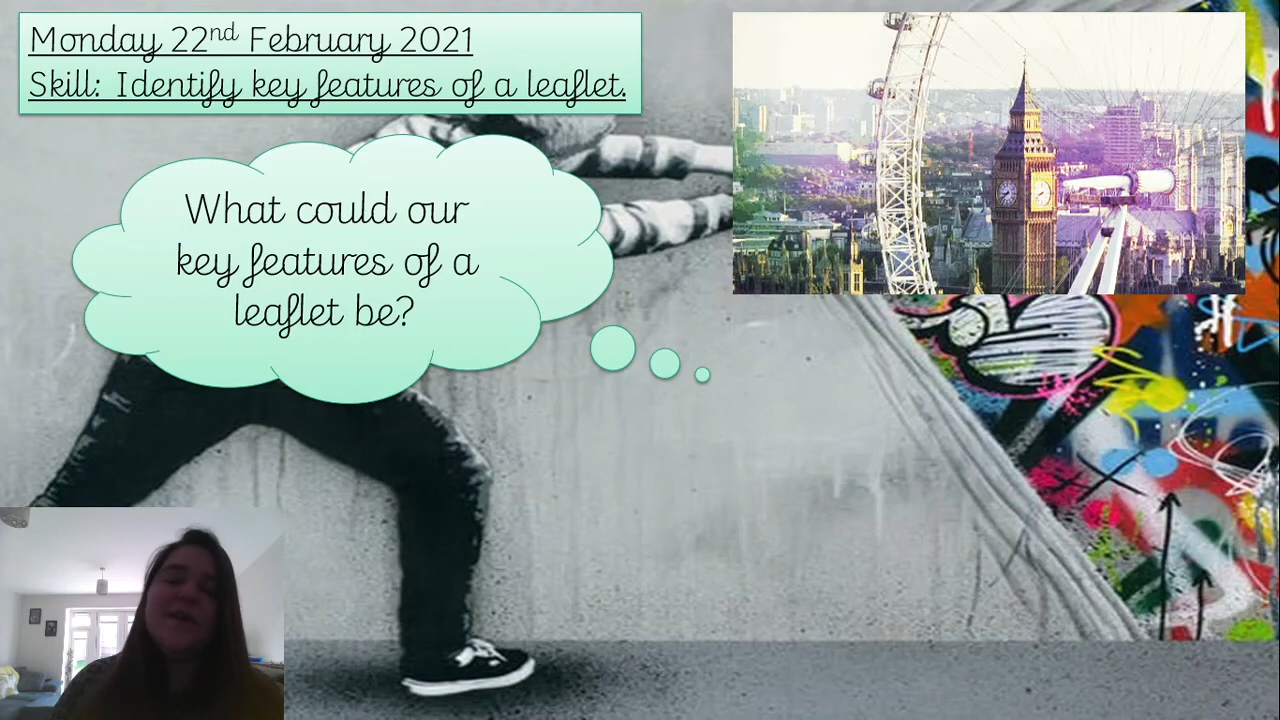 Monday 22nd February 2021
Skill: Identify key features of a leaflet.
What could our
key features of a
leaflet be?